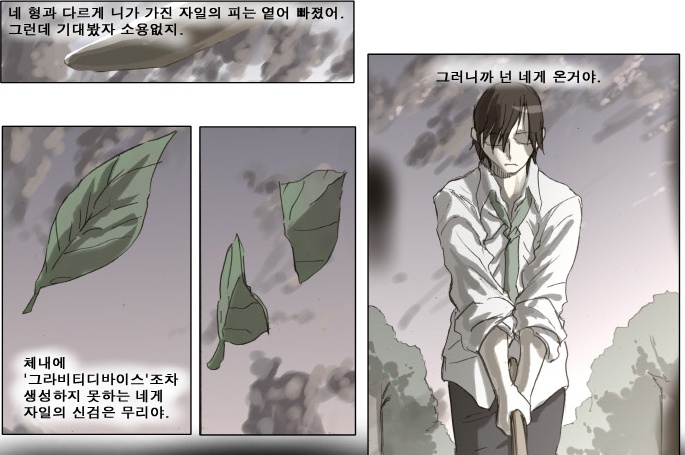 네 형과 다르게 니가 가진 자일의 피는 옅어 빠졌어.
그런데 기대봤자 소용없지.
체내에
'그라비티디바이스'조차
생성하지 못하는 네게
자일의 신검은 무리야.
그러니까 넌 네게 온거야.